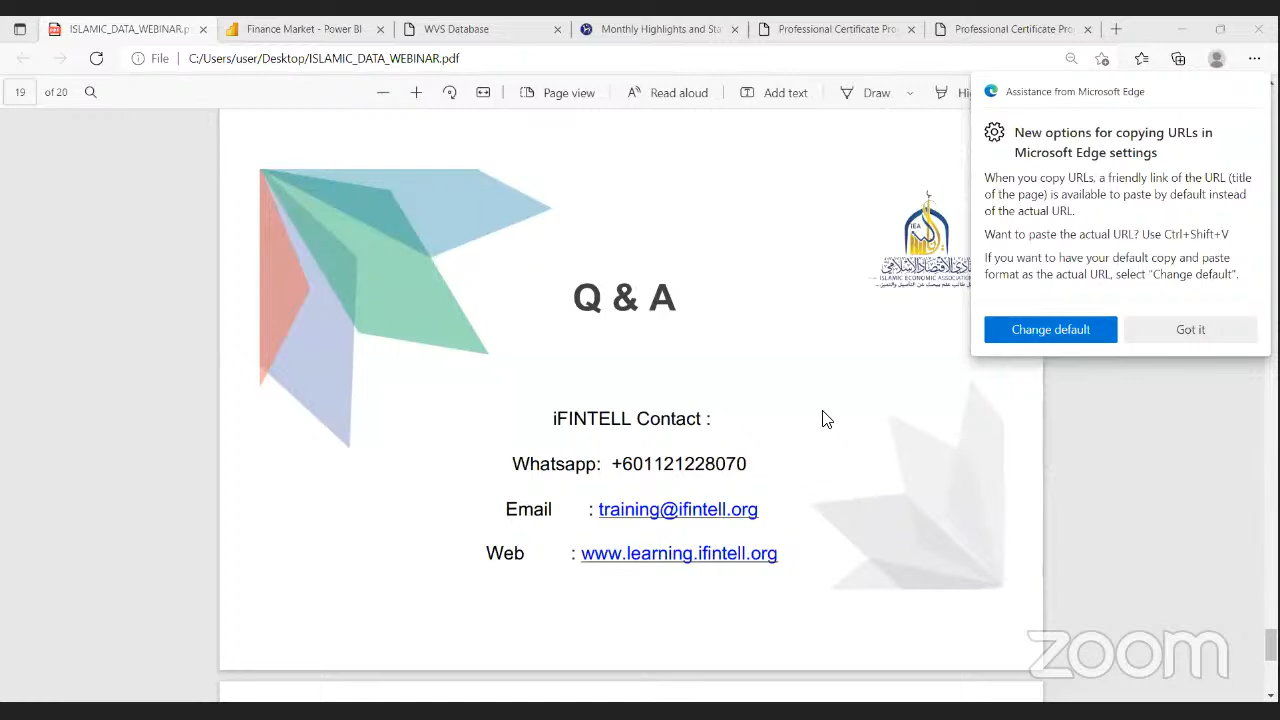 ISLAMIC_DATA_WEBINAR.p
Finance Market - Power BI
WVS Database
Monthly Highlights and Sta
Professional Certificate Pro
Professional Certificate Pro
File
C:/Users/user/Desktop/ISLAMIC_DATA_WEBINAR.pdf
19 of 20
Page view
Read aloud
Add text
Draw
Hi
Assistance from Microsoft Edge
New options for copying URLs in
Microsoft Edge settings
When you copy URLs, a friendly link of the URL (title
of the page) is available to paste by default instead
of the actual URL.
Want to paste the actual URL? Use Ctrl+Shift+V
If you want to have your default copy and paste
format as the actual URL, select "Change default".
Change default
Got it
IEA
ISLAMIC ECONOMIC ASSOCIATION
Q & A
iFINTELL Contact :
Whatsapp: +601121228070
Email : training@ifintell.org
Web : www.learning.ifintell.org
zoom